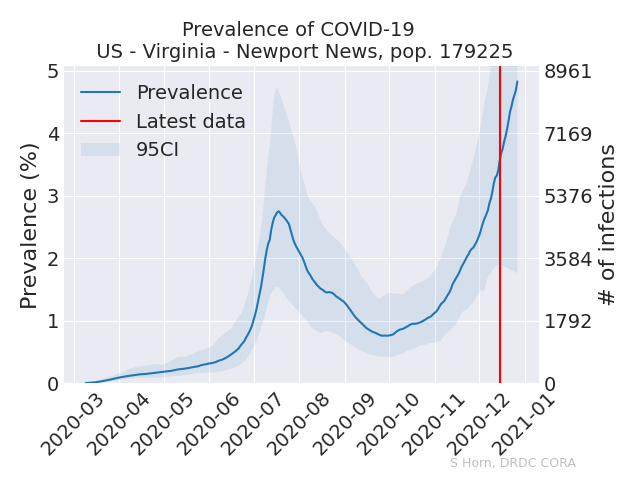 Prevalence of COVID-19
US - Virginia - Newport News, pop. 179225
Prevalence
Latest data
95CI
Prevalence (%)
5
4
3
2
1
0
8961
7169
5376
3584
1792
0
# of infections
2020-03
2020-04
2020-05
2020-06
2020-07
2020-08
2020-09
2020-10
2020-11
2020-12
2021-01
S Horn, DRDC CORA